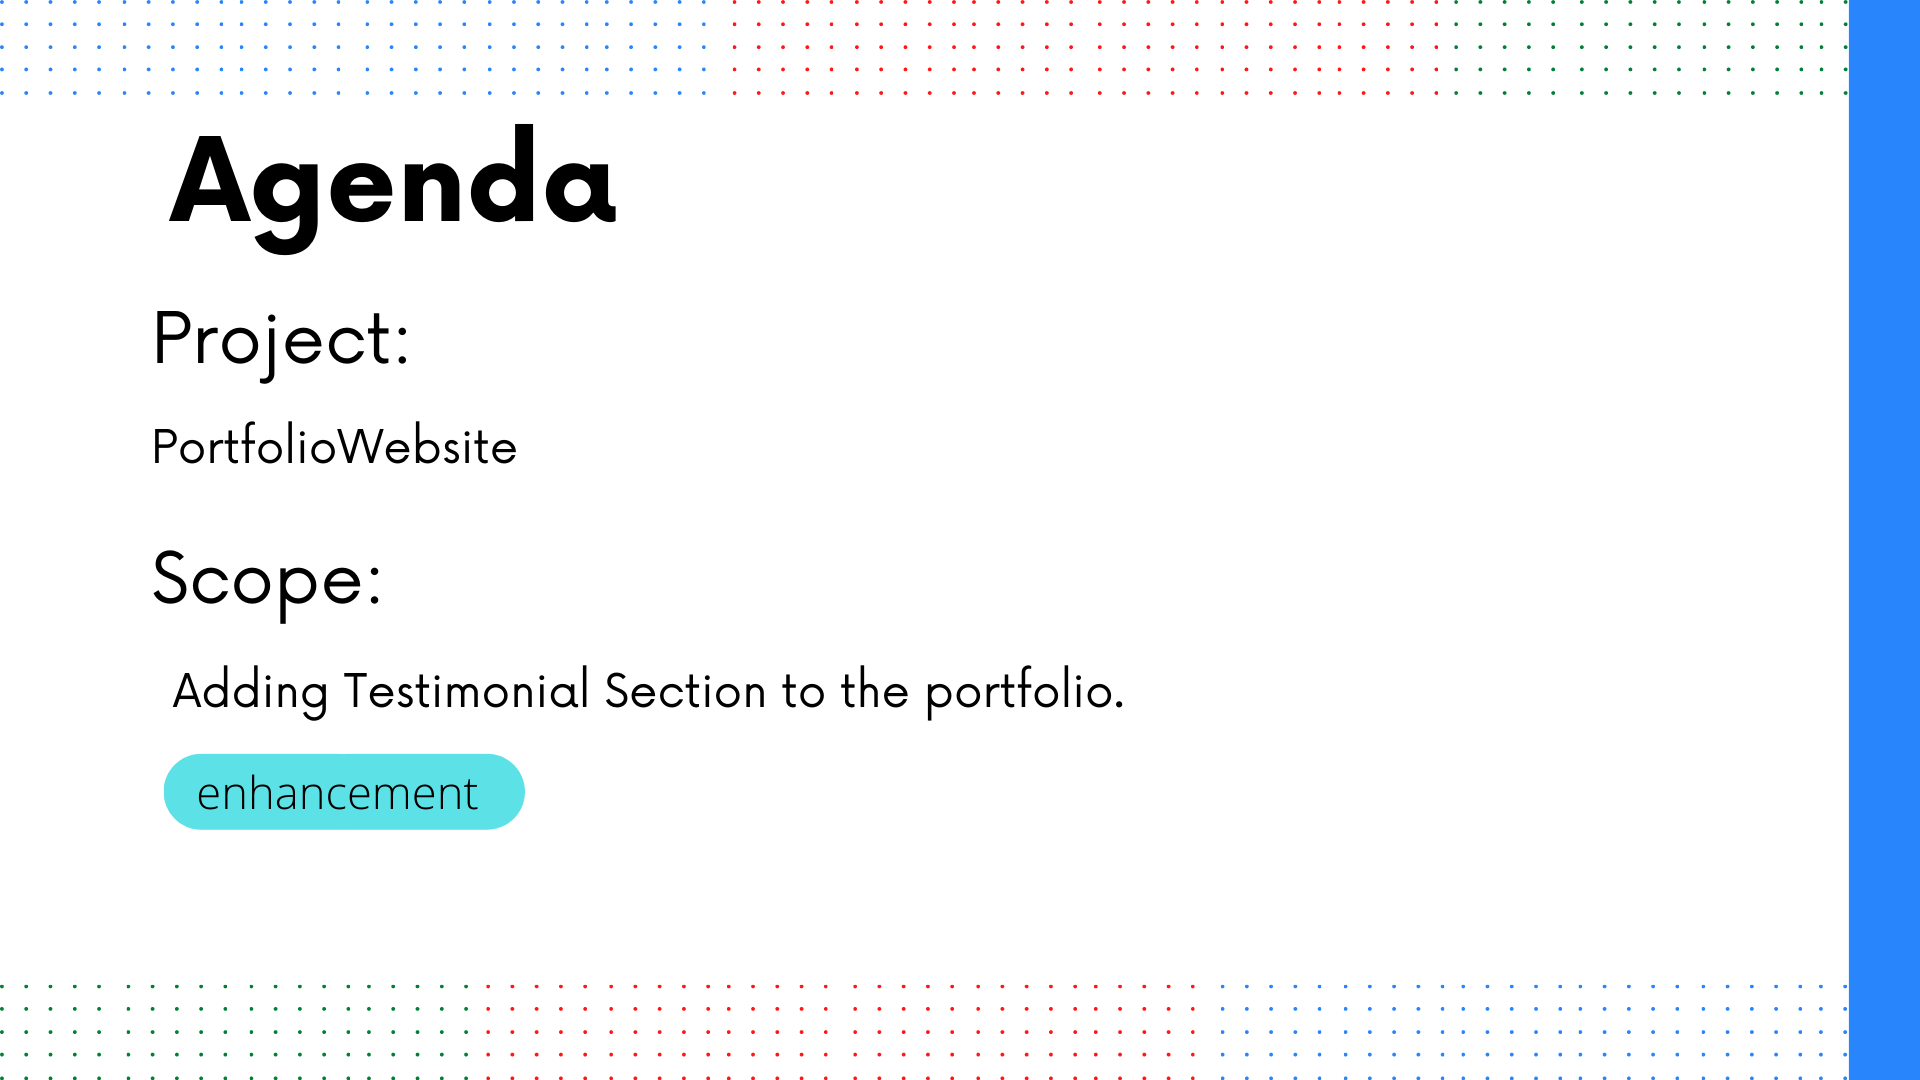 Agenda
Project:
PortfolioWebsite
Scope:
Adding Testimonial Section to the portfolio.
enhancement